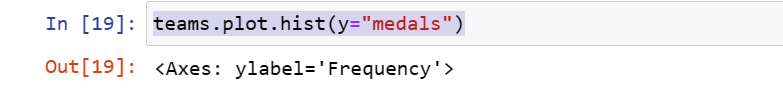 In [19]: teams.plot.hist(y="medals")
Out[19]: <Axes: ylabel='Frequency'>